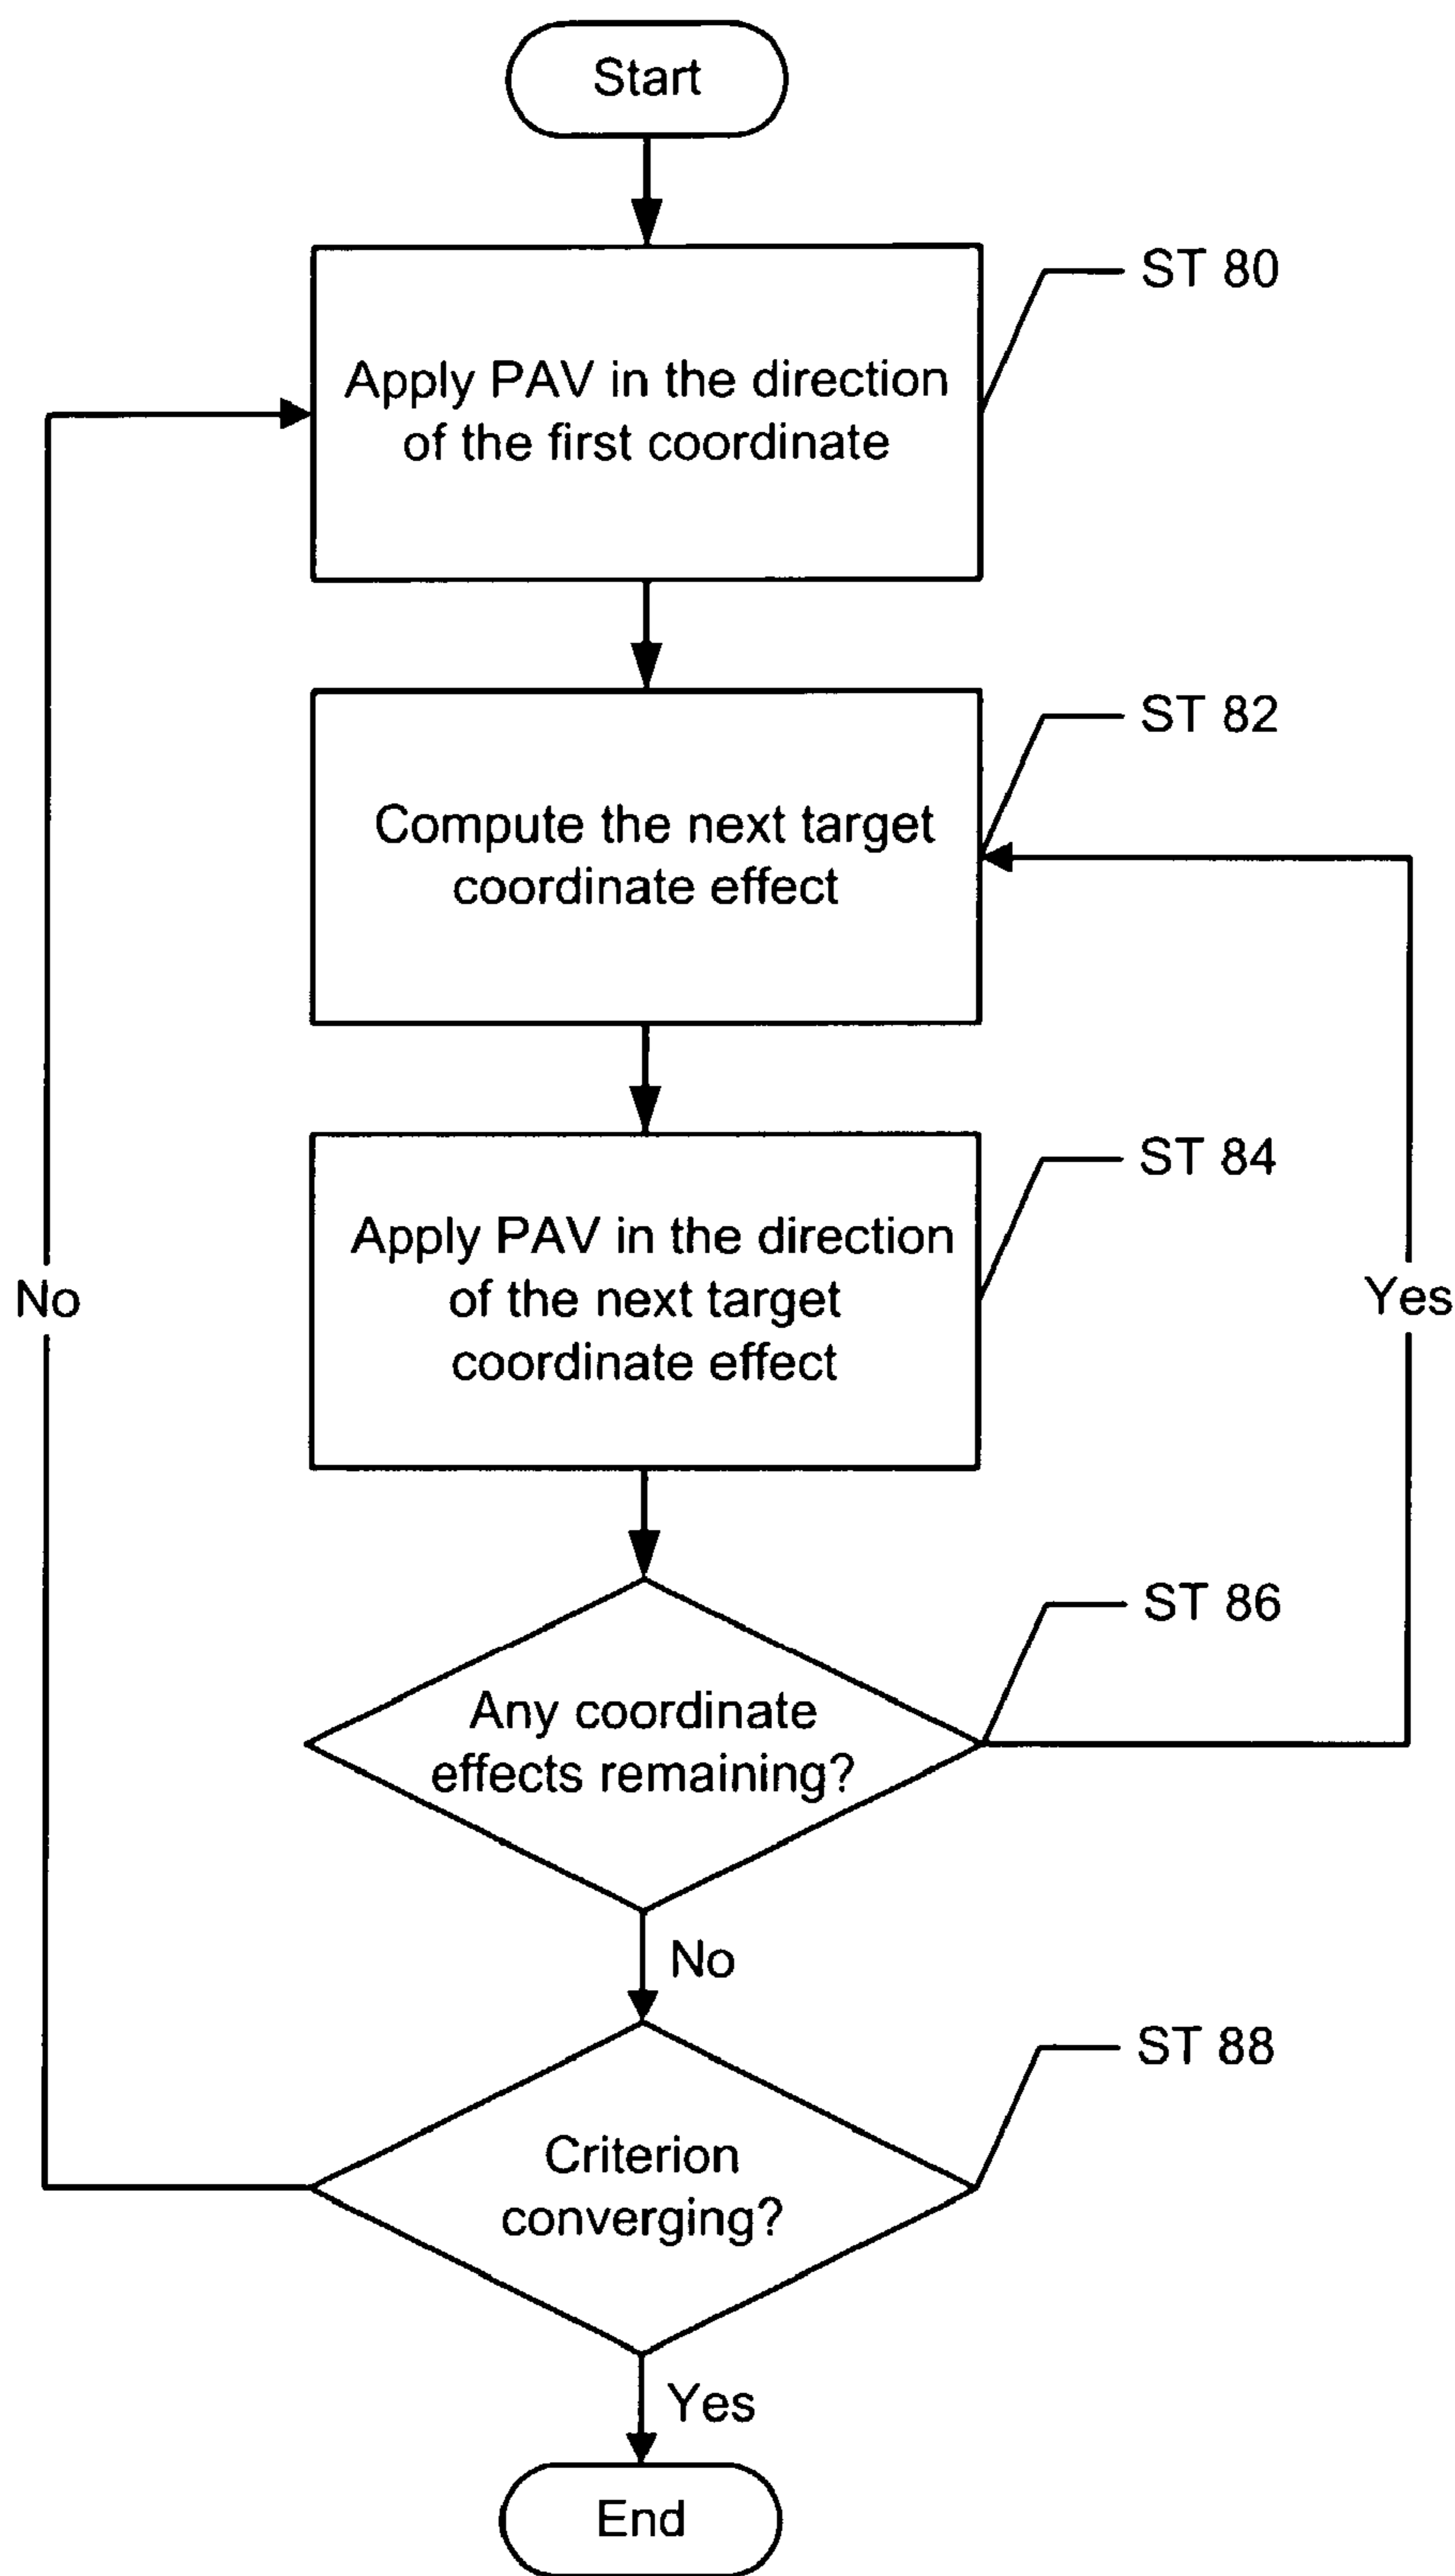 Start
ST 80
Apply PAV in the direction
of the first coordinate
ST 82
Compute the next target
coordinate effect
ST 84
Apply PAV in the direction
of the next target
coordinate effect
No
Yes
ST 86
Any coordinate
effects remaining?
No
ST 88
Criterion
converging?
Yes
End